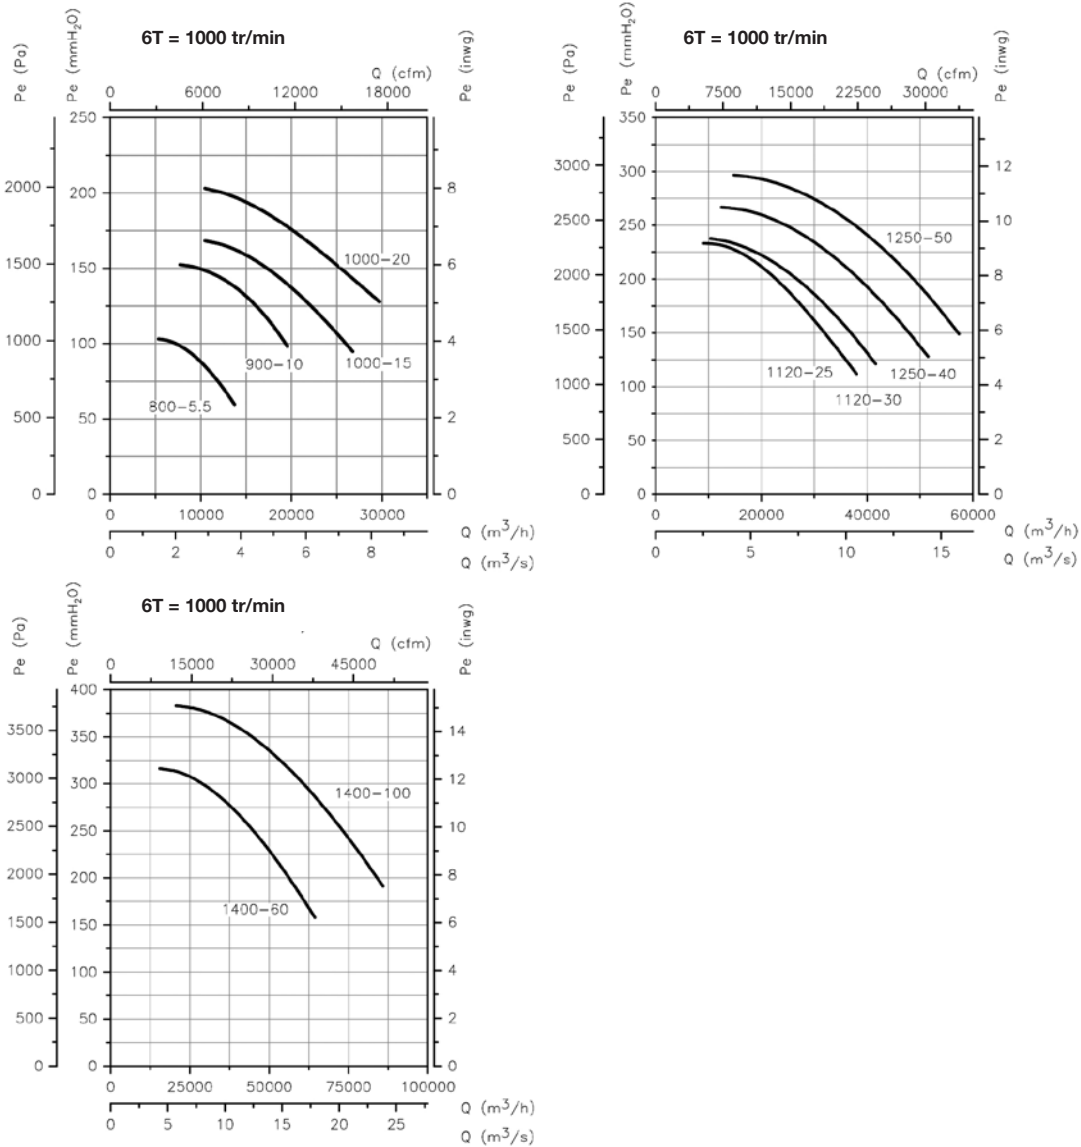 6T = 1000 tr/min
Pe (Pa)
Pe (mmH2O)
Pe (inwg)
Q (cfm)
0 6000 12000 18000
250
200
150
100
50
0
2000
1500
1000
500
0
8
6
4
2
0
1000-20
1000-15
900-10
800-5.5
0 10000 20000 30000
Q (m³/h)
0 2 4 6 8
Q (m³/s)
6T = 1000 tr/min
Pe (Pa)
Pe (mmH2O)
Pe (inwg)
Q (cfm)
0 7500 15000 22500 30000
350
300
250
200
150
100
50
0
3000
2500
2000
1500
1000
500
0
12
10
8
6
4
2
0
1250-50
1250-40
1120-25
1120-30
0 20000 40000 60000
Q (m³/h)
0 5 10 15
Q (m³/s)
6T = 1000 tr/min
Pe (Pa)
Pe (mmH2O)
Pe (inwg)
Q (cfm)
0 15000 30000 45000
400
350
300
250
200
150
100
50
0
3500
3000
2500
2000
1500
1000
500
0
14
12
10
8
6
4
2
0
1400-100
1400-60
0 25000 50000 75000 100000
Q (m³/h)
0 5 10 15 20 25
Q (m³/s)